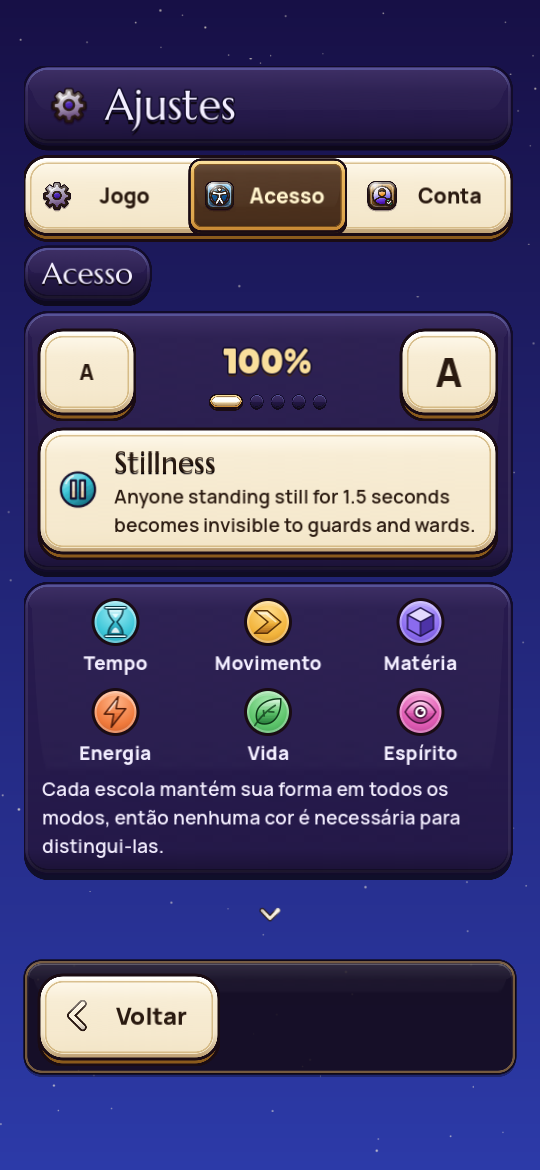 Ajustes
Jogo
Acesso
Conta
Acesso
A
100%
A
Stillness
Anyone standing still for 1.5 seconds
becomes invisible to guards and wards.
Tempo
Movimento
Matéria
Energia
Vida
Espírito
Cada escola mantém sua forma em todos os
modos, então nenhuma cor é necessária para
distingui-las.
Voltar